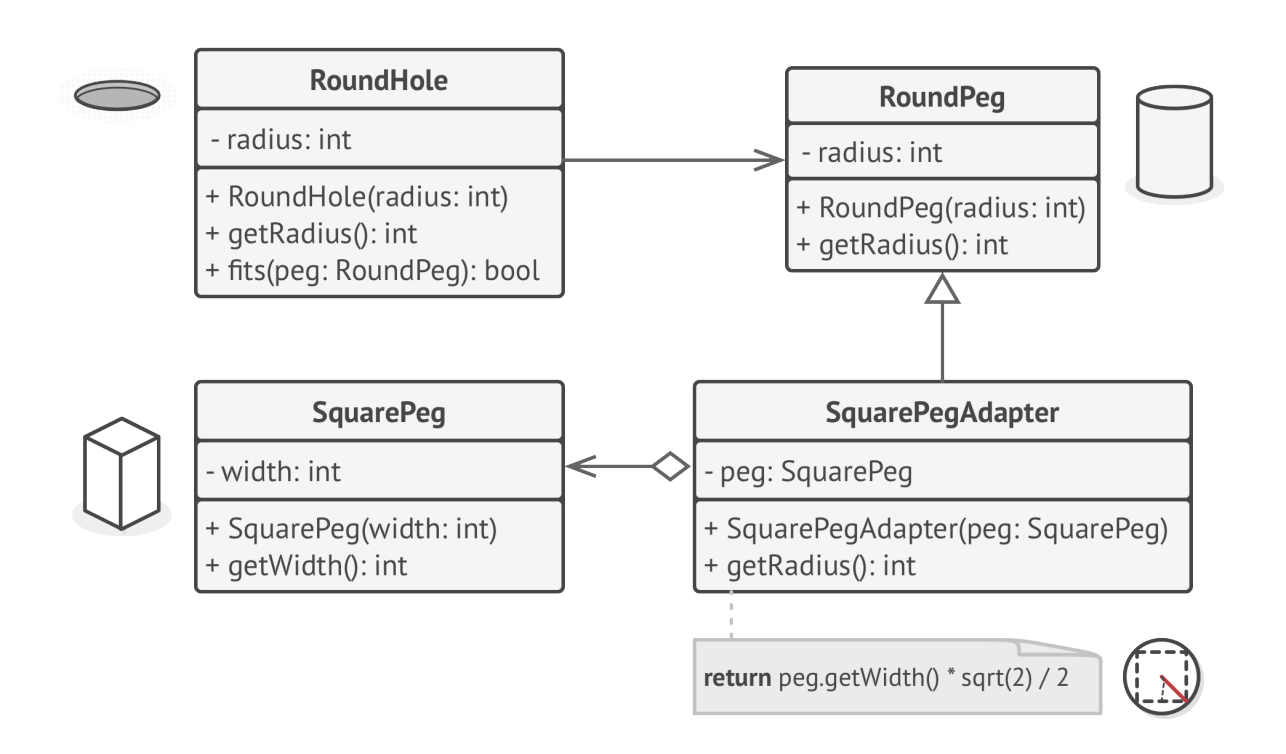 RoundHole
- radius: int
+ RoundHole(radius: int)
+ getRadius(): int
+ fits(peg: RoundPeg): bool
RoundPeg
- radius: int
+ RoundPeg(radius: int)
+ getRadius(): int
SquarePeg
- width: int
+ SquarePeg(width: int)
+ getWidth(): int
SquarePegAdapter
- peg: SquarePeg
+ SquarePegAdapter(peg: SquarePeg)
+ getRadius(): int
return peg.getWidth() * sqrt(2) / 2